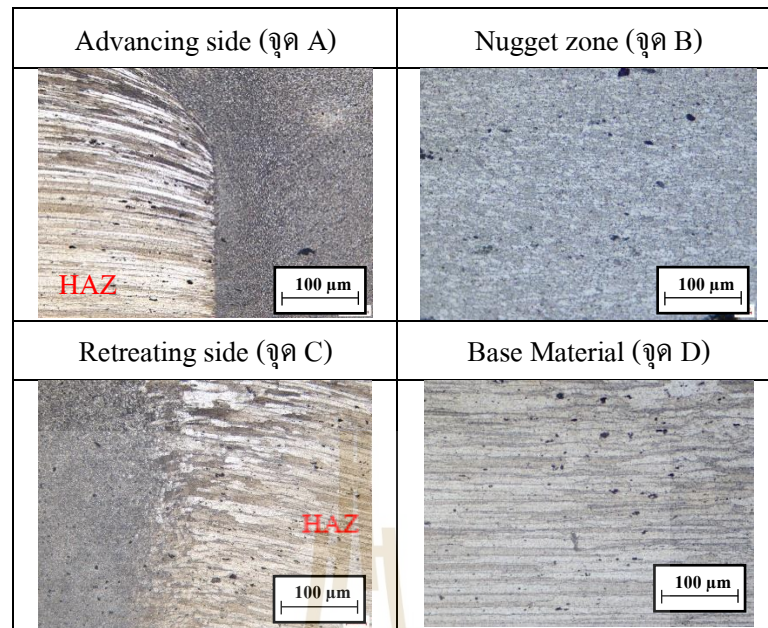 Advancing side (จุด A)
Nugget zone (จุด B)
HAZ
100 µm
100 µm
Retreating side (จุด C)
Base Material (จุด D)
HAZ
100 µm
100 µm